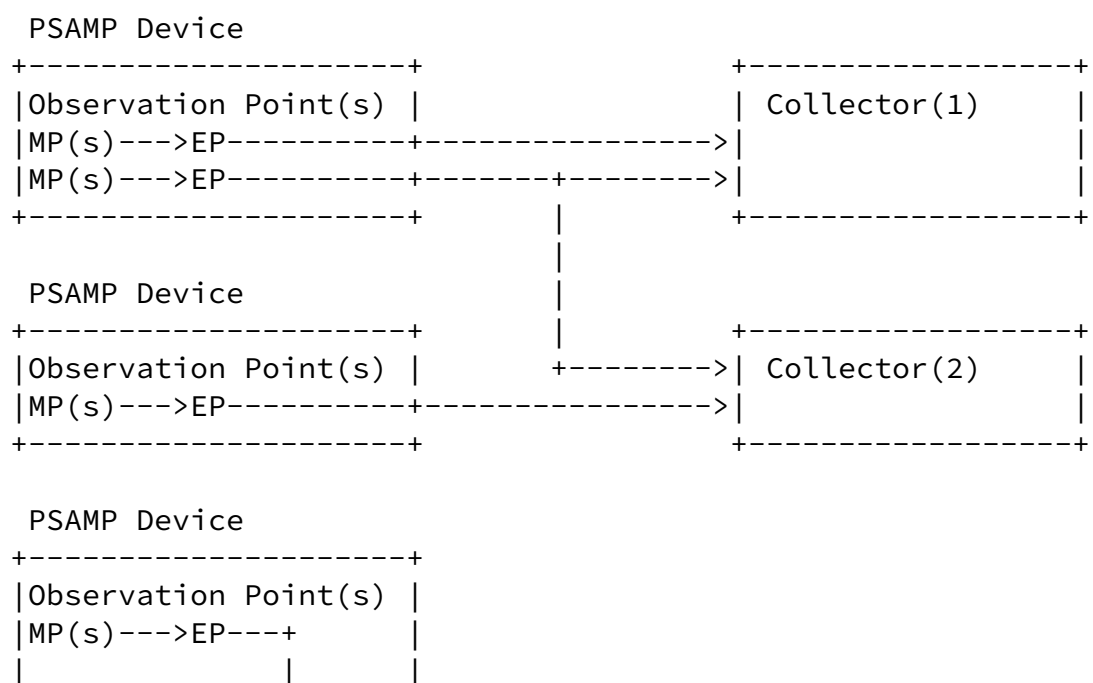 PSAMP Device
+---------------------+                 +------------------+
|Observation Point(s) |                 | Collector(1)     |
|MP(s)--->EP----------+---------------->|                  |
|MP(s)--->EP----------+-------+-------->|                  |
+---------------------+       |         +------------------+
                              |
 PSAMP Device                 |
+---------------------+       |         +------------------+
|Observation Point(s) |       +-------->| Collector(2)     |
|MP(s)--->EP----------+---------------->|                  |
+---------------------+                 +------------------+

 PSAMP Device
+---------------------+
|Observation Point(s) |
|MP(s)--->EP---+      |
|              |      |